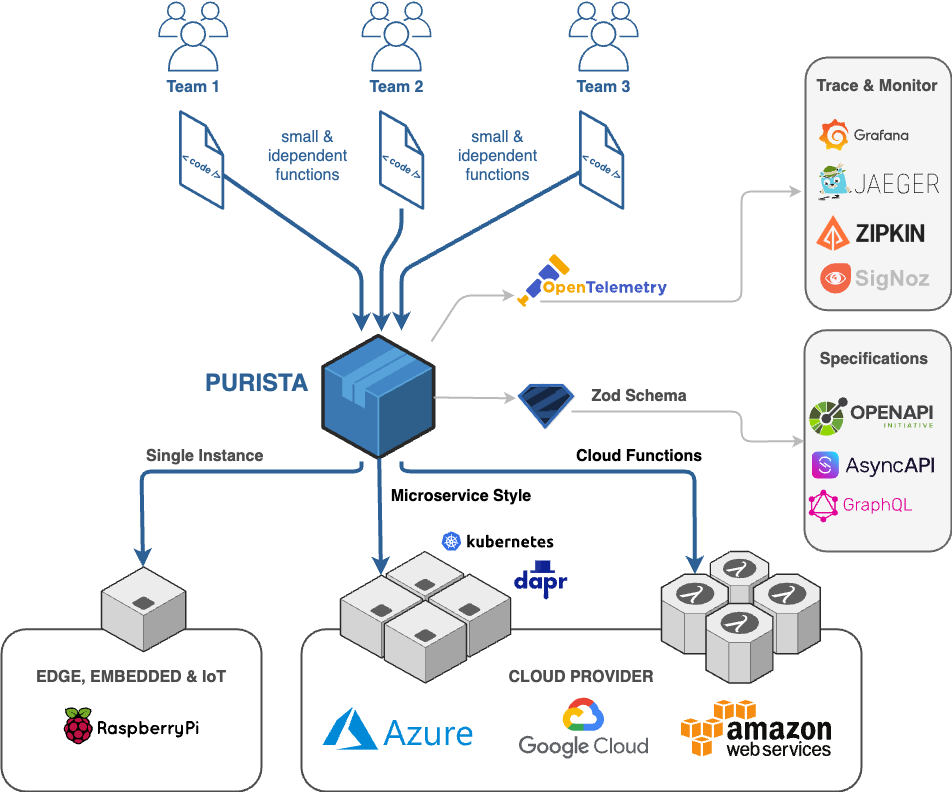 Team 1
Team 2
Team 3
< code />
small &
idependent
functions
< code />
small &
idependent
functions
< code />
Trace & Monitor
Grafana
JAEGER
ZIPKIN
SigNoz
OpenTelemetry
PURISTA
Zod Schema
Specifications
OPENAPI
INITIATIVE
AsyncAPI
GraphQL
Single Instance
Microservice Style
Cloud Functions
kubernetes
dapr
EDGE, EMBEDDED & IoT
RaspberryPi
CLOUD PROVIDER
Azure
Google Cloud
amazon
web services